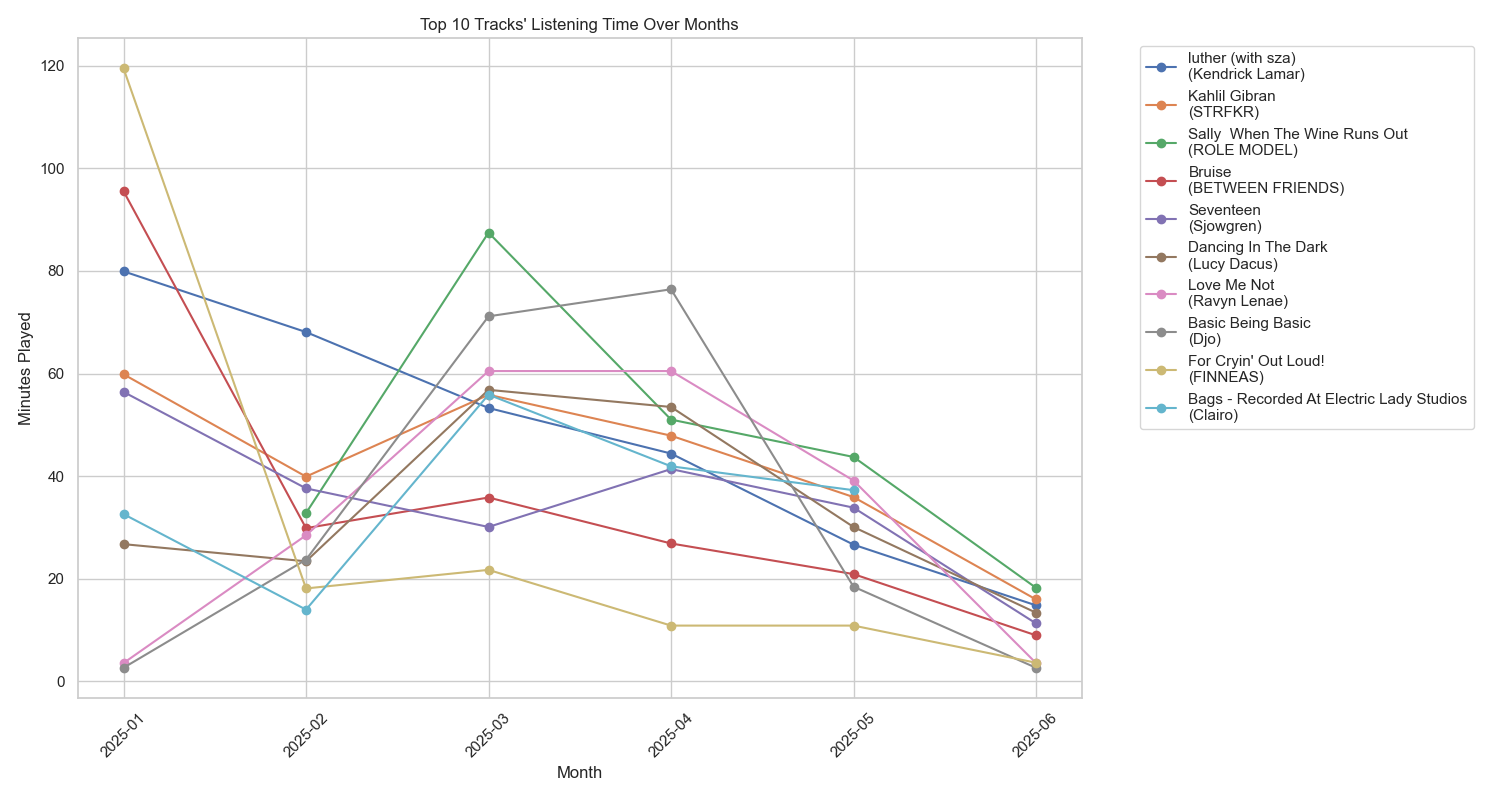 Top 10 Tracks' Listening Time Over Months
120
100
80
60
40
20
0
Minutes Played
2025-01
2025-02
2025-03
2025-04
2025-05
2025-06
Month
luther (with sza)
(Kendrick Lamar)
Kahlil Gibran
(STRFKR)
Sally  When The Wine Runs Out
(ROLE MODEL)
Bruise
(BETWEEN FRIENDS)
Seventeen
(Sjowgren)
Dancing In The Dark
(Lucy Dacus)
Love Me Not
(Ravyn Lenae)
Basic Being Basic
(Djo)
For Cryin' Out Loud!
(FINNEAS)
Bags - Recorded At Electric Lady Studios
(Clairo)